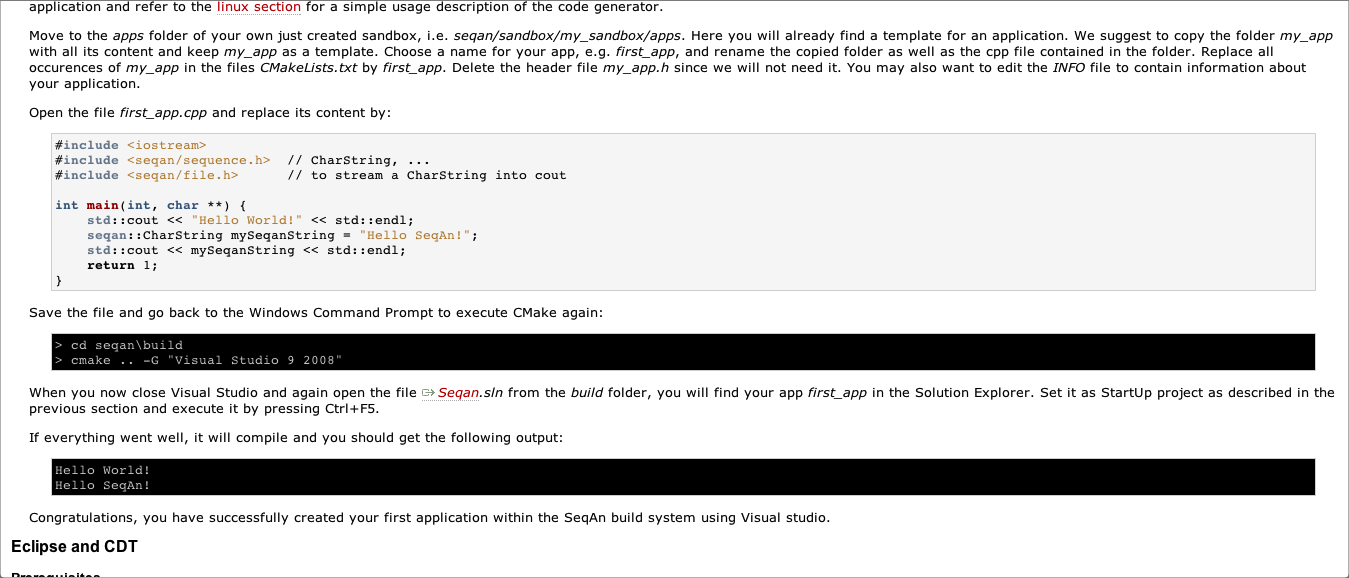 application and refer to the linux section for a simple usage description of the code generator.
Move to the apps folder of your own just created sandbox, i.e. seqan/sandbox/my_sandbox/apps. Here you will already find a template for an application. We suggest to copy the folder my_app
with all its content and keep my_app as a template. Choose a name for your app, e.g. first_app, and rename the copied folder as well as the cpp file contained in the folder. Replace all
occurences of my_app in the files CMakeLists.txt by first_app. Delete the header file my_app.h since we will not need it. You may also want to edit the INFO file to contain information about
your application.
Open the file first_app.cpp and replace its content by:
#include <iostream>
#include <seqan/sequence.h>  // CharString, ...
#include <seqan/file.h>      // to stream a CharString into cout
int main(int, char **) {
    std::cout << "Hello World!" << std::endl;
    seqan::CharString mySeqanString = "Hello SeqAn!";
    std::cout << mySeqanString << std::endl;
    return 1;
}
Save the file and go back to the Windows Command Prompt to execute CMake again:
> cd seqan\build
> cmake .. -G "Visual Studio 9 2008"
When you now close Visual Studio and again open the file Seqan.sln from the build folder, you will find your app first_app in the Solution Explorer. Set it as StartUp project as described in the
previous section and execute it by pressing Ctrl+F5.
If everything went well, it will compile and you should get the following output:
Hello World!
Hello SeqAn!
Congratulations, you have successfully created your first application within the SeqAn build system using Visual studio.
Eclipse and CDT
Prerequisites